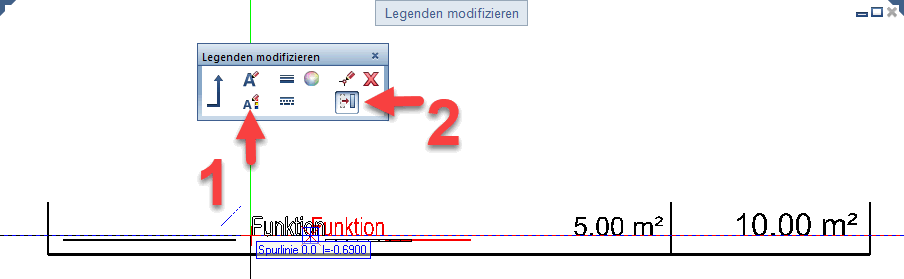 Legenden modifizieren
Legenden modifizieren
1
2
Funktion Funktion 5.00 m² 10.00 m²
Spurlinie 0.0 l=-0.6900